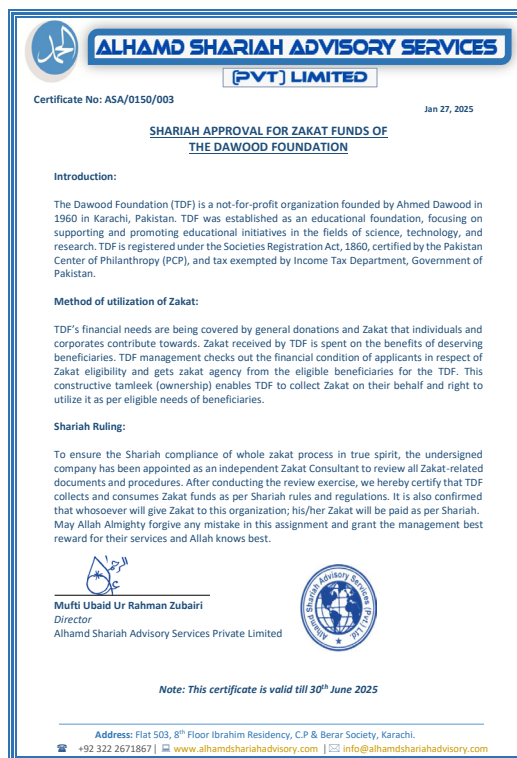 محمد
ALHAMD SHARIAH ADVISORY SERVICES
(PVT) LIMITED
Certificate No: ASA/0150/003
Jan 27, 2025
SHARIAH APPROVAL FOR ZAKAT FUNDS OF
THE DAWOOD FOUNDATION
Introduction:
The Dawood Foundation (TDF) is a not-for-profit organization founded by Ahmed Dawood in
1960 in Karachi, Pakistan. TDF was established as an educational foundation, focusing on
supporting and promoting educational initiatives in the fields of science, technology, and
research. TDF is registered under the Societies Registration Act, 1860, certified by the Pakistan
Center of Philanthropy (PCP), and tax exempted by Income Tax Department, Government of
Pakistan.
Method of utilization of Zakat:
TDF's financial needs are being covered by general donations and Zakat that individuals and
corporates contribute towards. Zakat received by TDF is spent on the benefits of deserving
beneficiaries. TDF management checks out the financial condition of applicants in respect of
Zakat eligibility and gets zakat agency from the eligible beneficiaries for the TDF. This
constructive tamleek (ownership) enables TDF to collect Zakat on their behalf and right to
utilize it as per eligible needs of beneficiaries.
Shariah Ruling:
To ensure the Shariah compliance of whole zakat process in true spirit, the undersigned
company has been appointed as an independent Zakat Consultant to review all Zakat-related
documents and procedures. After conducting the review exercise, we hereby certify that TDF
collects and consumes Zakat funds as per Shariah rules and regulations. It is also confirmed
that whosoever will give Zakat to this organization; his/her Zakat will be paid as per Shariah.
May Allah Almighty forgive any mistake in this assignment and grant the management best
reward for their services and Allah knows best.
Mufti Ubaid Ur Rahman Zubairi
Director
Alhamd Shariah Advisory Services Private Limited
Alhamd Shariah Advisory Services (Pvt.) Ltd.
Note: This certificate is valid till 30th June 2025
Address: Flat 503, 8th Floor Ibrahim Residency, C.P & Berar Society, Karachi.
+92 322 2671867 | www.alhamdshariahadvisory.com | info@alhamdshariahadvisory.com